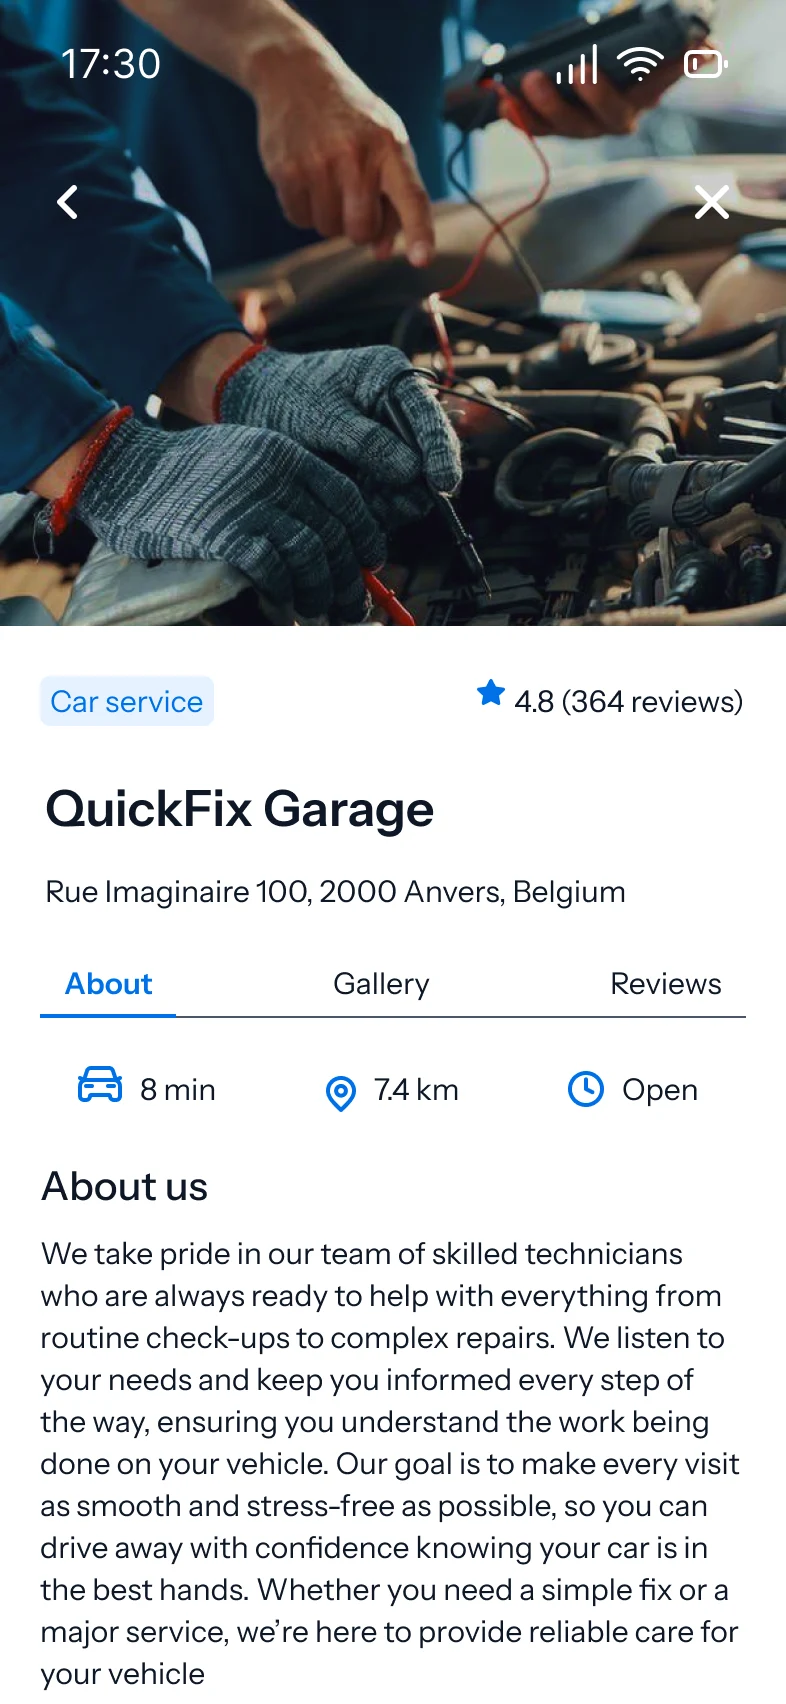 17:30
Car service
4.8 (364 reviews)
QuickFix Garage
Rue Imaginaire 100, 2000 Anvers, Belgium
About
Gallery
Reviews
8 min
7.4 km
Open
About us
We take pride in our team of skilled technicians
who are always ready to help with everything from
routine check-ups to complex repairs. We listen to
your needs and keep you informed every step of
the way, ensuring you understand the work being
done on your vehicle. Our goal is to make every visit
as smooth and stress-free as possible, so you can
drive away with confidence knowing your car is in
the best hands. Whether you need a simple fix or a
major service, we’re here to provide reliable care for
your vehicle